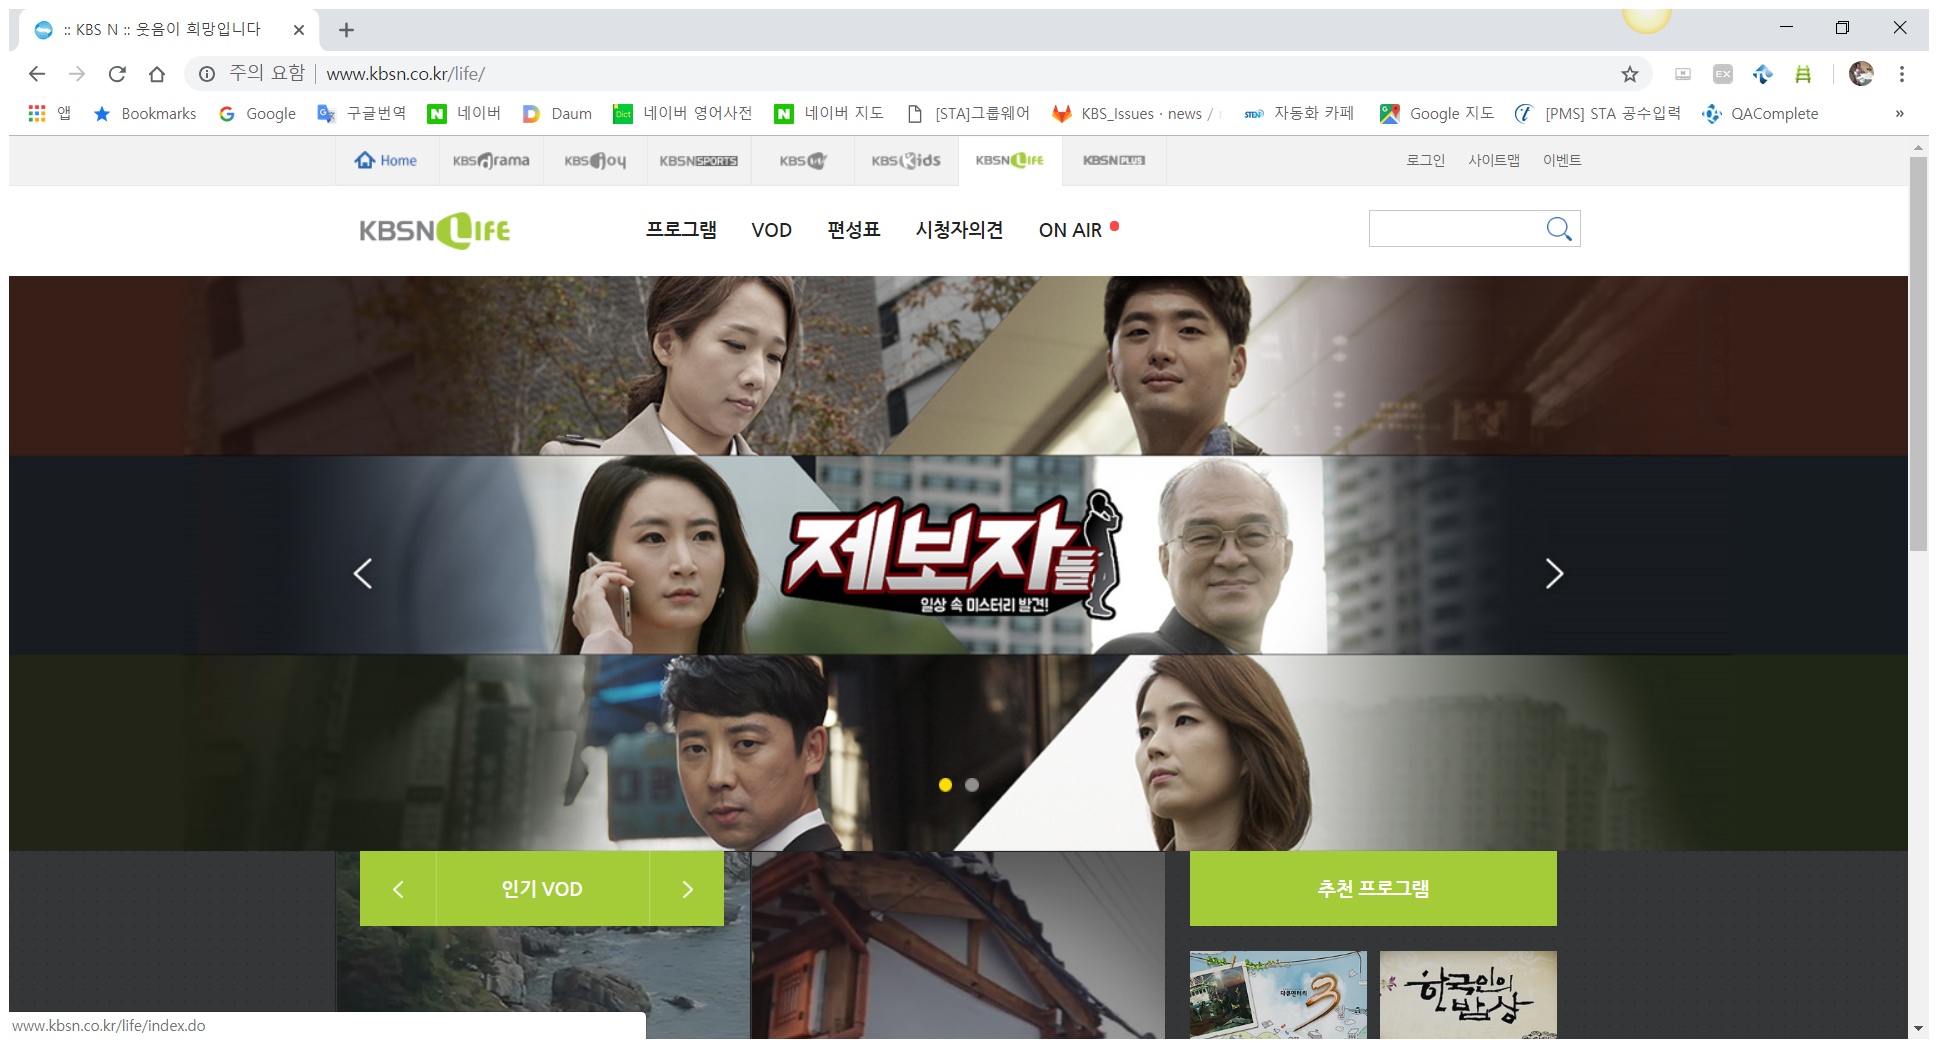 :: KBS N :: 웃음이 희망입니다
주의 요함 | www.kbsn.co.kr/life/
앱 Bookmarks Google 구글번역 네이버 Daum 네이버 영어사전 네이버 지도 [STA]그룹웨어 KBS_Issues · news / 자동화 카페 Google 지도 [PMS] STA 공수입력 QAComplete »
Home KBS drama KBS joy KBSN SPORTS KBS KBS Kids KBSN LIFE KBSN PLUS 로그인 사이트맵 이벤트
KBSN LIFE 프로그램 VOD 편성표 시청자의견 ON AIR
제보자들
일상 속 미스터리 발견!
인기 VOD 추천 프로그램
다큐멘터리 3
한국인의
밥상
www.kbsn.co.kr/life/index.do